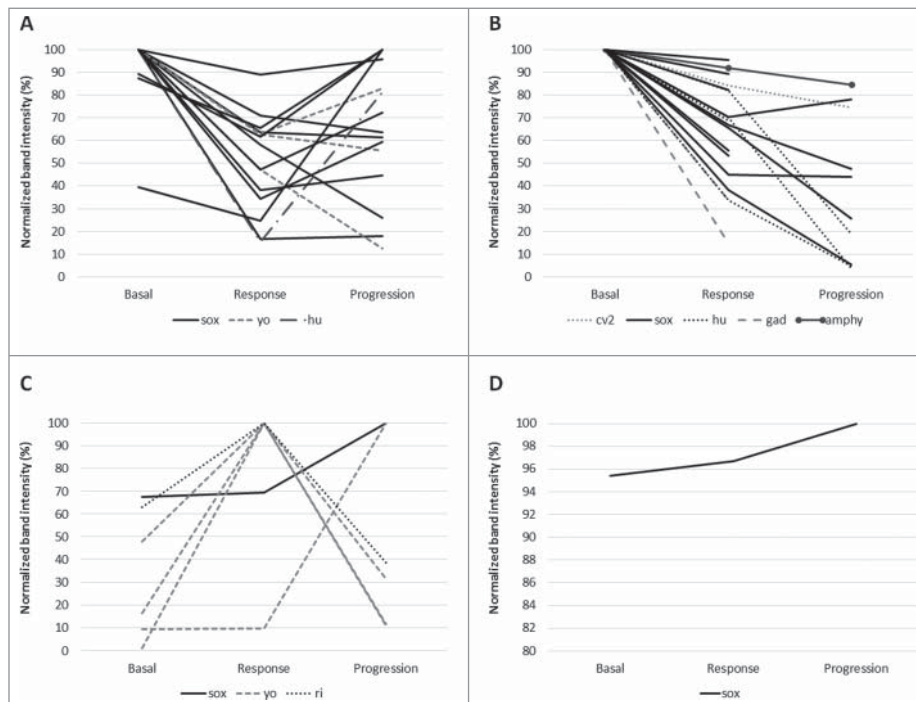 A
Normalized band intensity (%)
100
90
80
70
60
50
40
30
20
10
0
Basal Response Progression
sox yo hu
B
Normalized band intensity (%)
100
90
80
70
60
50
40
30
20
10
0
Basal Response Progression
cv2 sox hu gad amphy
C
Normalized band intensity (%)
100
90
80
70
60
50
40
30
20
10
0
Basal Response Progression
sox yo ri
D
Normalized band intensity (%)
100
98
96
94
92
90
88
86
84
82
80
Basal Response Progression
sox